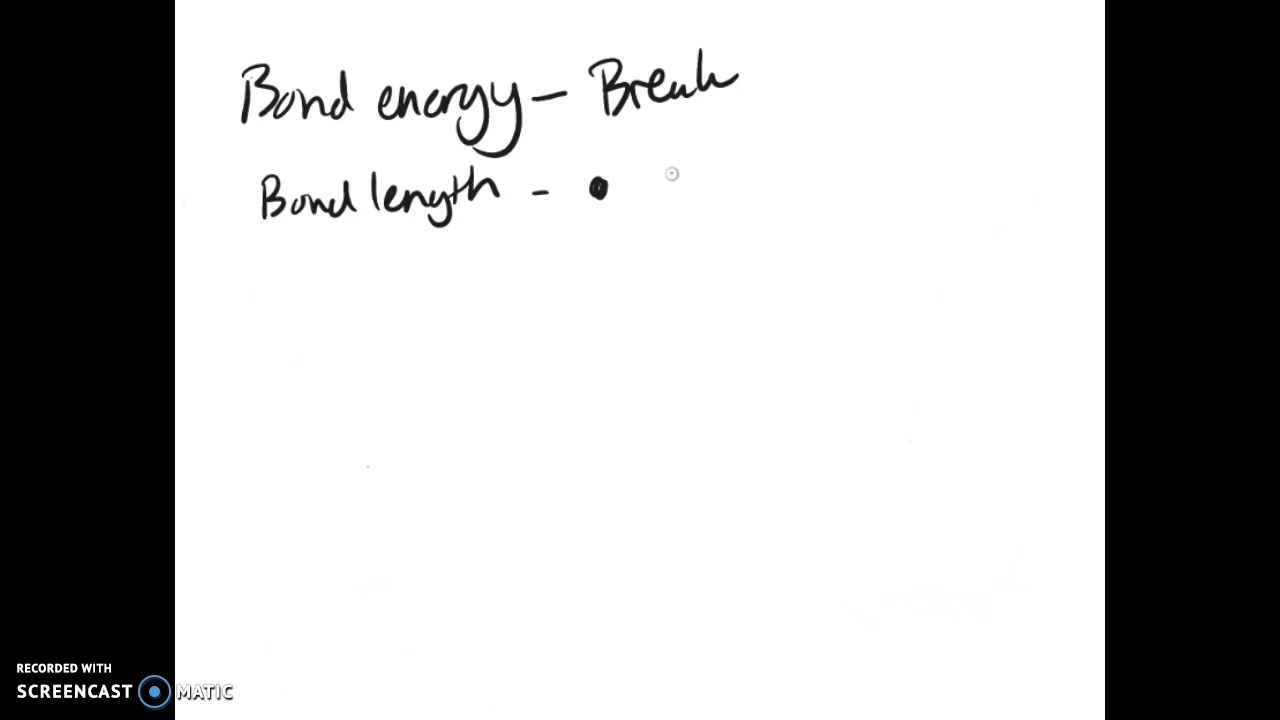 Bond energy - Break
Bond length -
RECORDED WITH
SCREENCAST MATIC